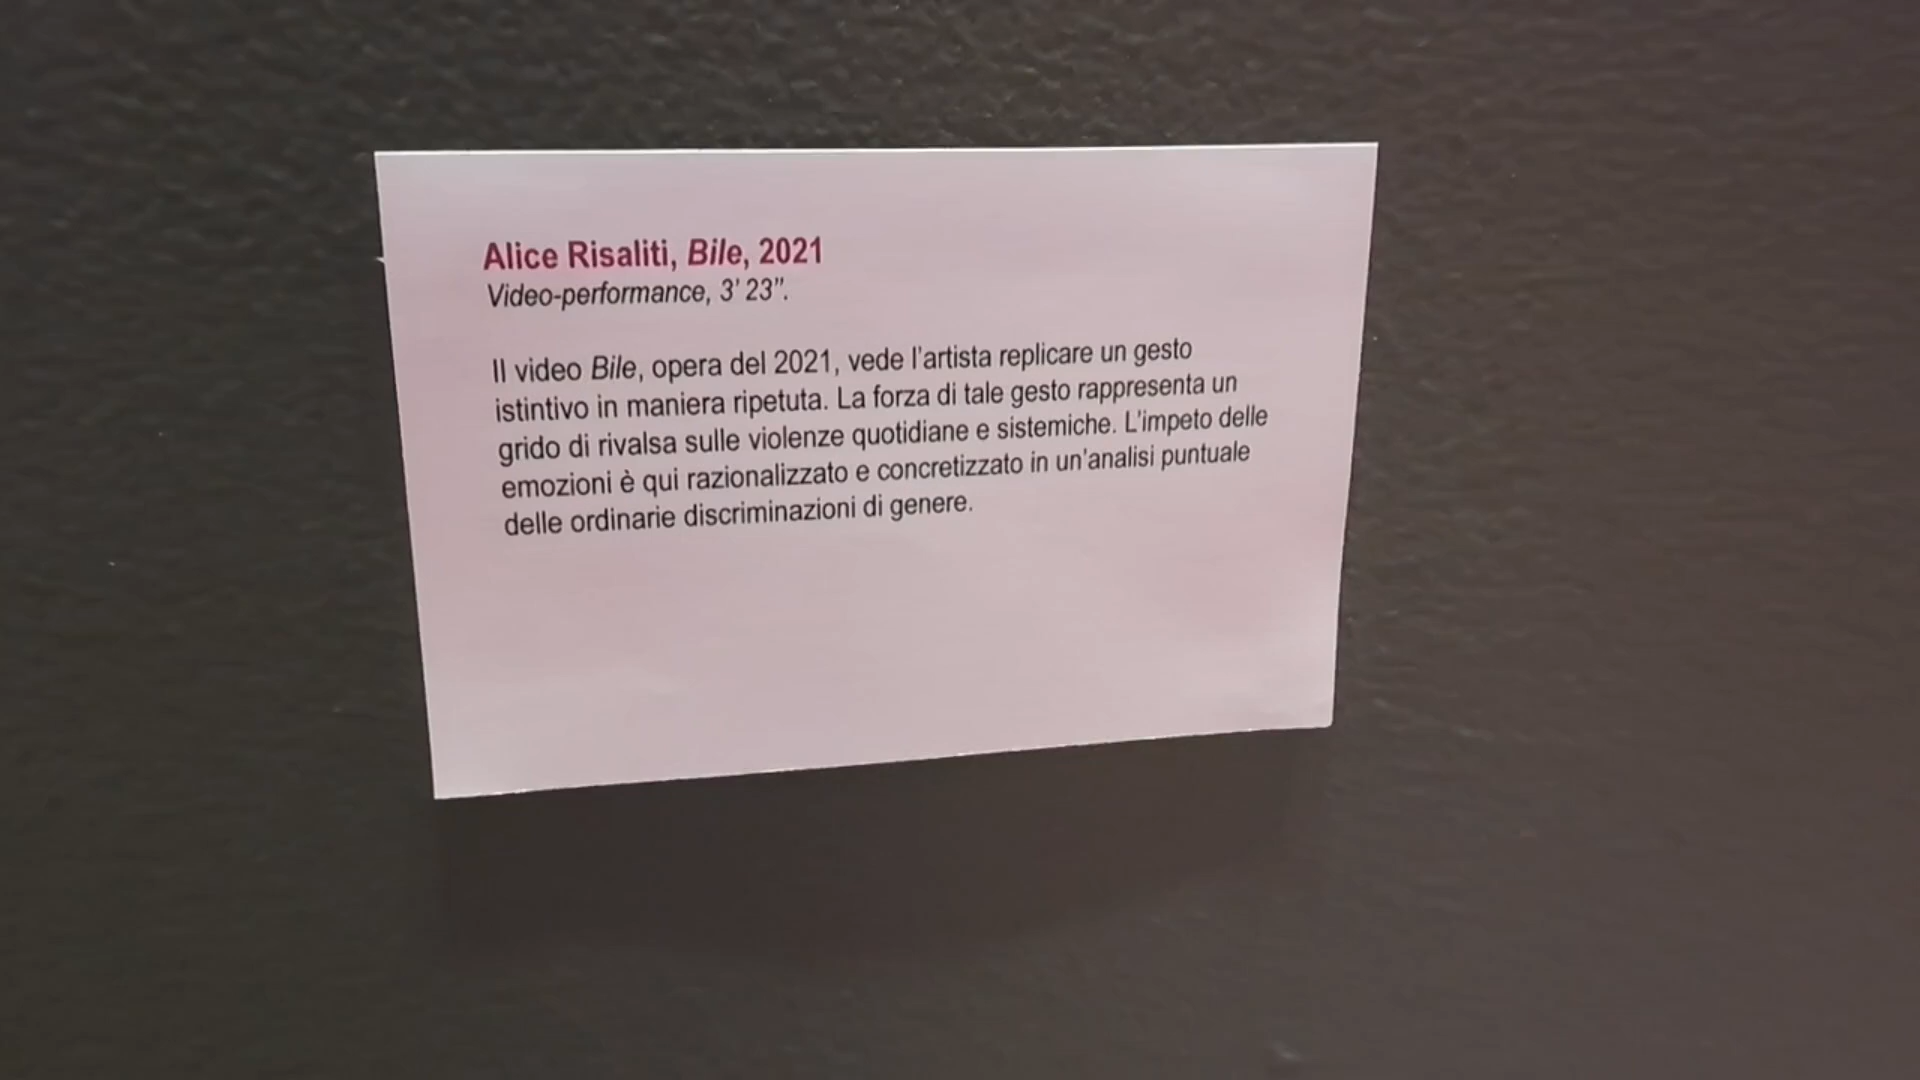 Alice Risaliti, Bile, 2021
Video-performance, 3' 23".
Il video Bile, opera del 2021, vede l'artista replicare un gesto
istintivo in maniera ripetuta. La forza di tale gesto rappresenta un
grido di rivalsa sulle violenze quotidiane e sistemiche. L'impeto delle
emozioni è qui razionalizzato e concretizzato in un'analisi puntuale
delle ordinarie discriminazioni di genere.